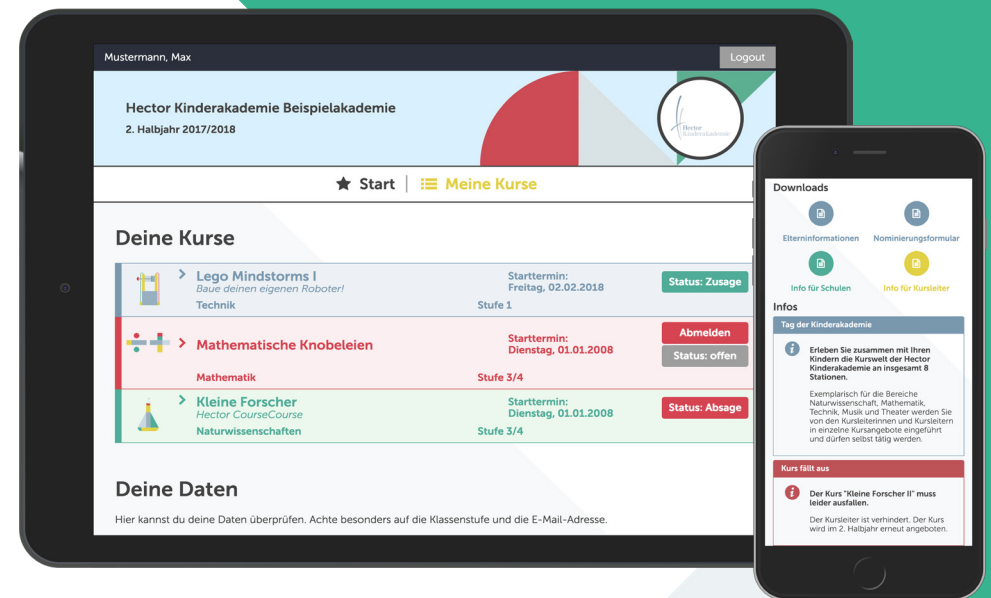 Mustermann, Max
Logout
Hector Kinderakademie Beispielakademie
2. Halbjahr 2017/2018
Hector
Kinderakademie
Start
Meine Kurse
Deine Kurse
Lego Mindstorms I
Baue deinen eigenen Roboter!
Technik
Starttermin:
Freitag, 02.02.2018
Stufe 1
Status: Zusage
Mathematische Knobeleien
Mathematik
Starttermin:
Dienstag, 01.01.2008
Stufe 3/4
Abmelden
Status: offen
Kleine Forscher
Hector CourseCourse
Naturwissenschaften
Starttermin:
Dienstag, 01.01.2008
Stufe 3/4
Status: Absage
Deine Daten
Hier kannst du deine Daten überprüfen. Achte besonders auf die Klassenstufe und die E-Mail-Adresse.
Downloads
Elterninformationen
Nominierungsformular
Info für Schulen
Info für Kursleiter
Infos
Tag der Kinderakademie
Erleben Sie zusammen mit Ihren
Kindern die Kurswelt der Hector
Kinderakademie an insgesamt 8
Stationen.
Exemplarisch für die Bereiche
Naturwissenschaft, Mathematik,
Technik, Musik und Theater werden Sie
von den Kursleiterinnen und Kursleitern
in einzelne Kursangebote eingeführt
und dürfen selbst tätig werden.
Kurs fällt aus
Der Kurs "Kleine Forscher II" muss
leider ausfallen.
Der Kursleiter ist verhindert. Der Kurs
wird im 2. Halbjahr erneut angeboten.